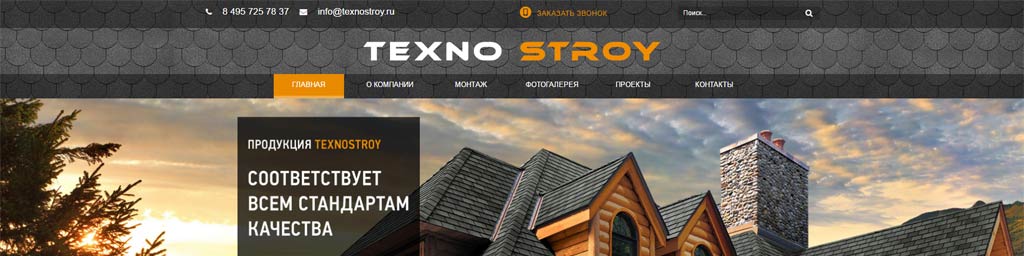 8 495 725 78 37 info@texnostroy.ru ЗАКАЗАТЬ ЗВОНОК Поиск...
TEXNO STROY
ГЛАВНАЯ О КОМПАНИИ МОНТАЖ ФОТОГАЛЕРЕЯ ПРОЕКТЫ КОНТАКТЫ
ПРОДУКЦИЯ TEXNOSTROY
СООТВЕТСТВУЕТ
ВСЕМ СТАНДАРТАМ
КАЧЕСТВА